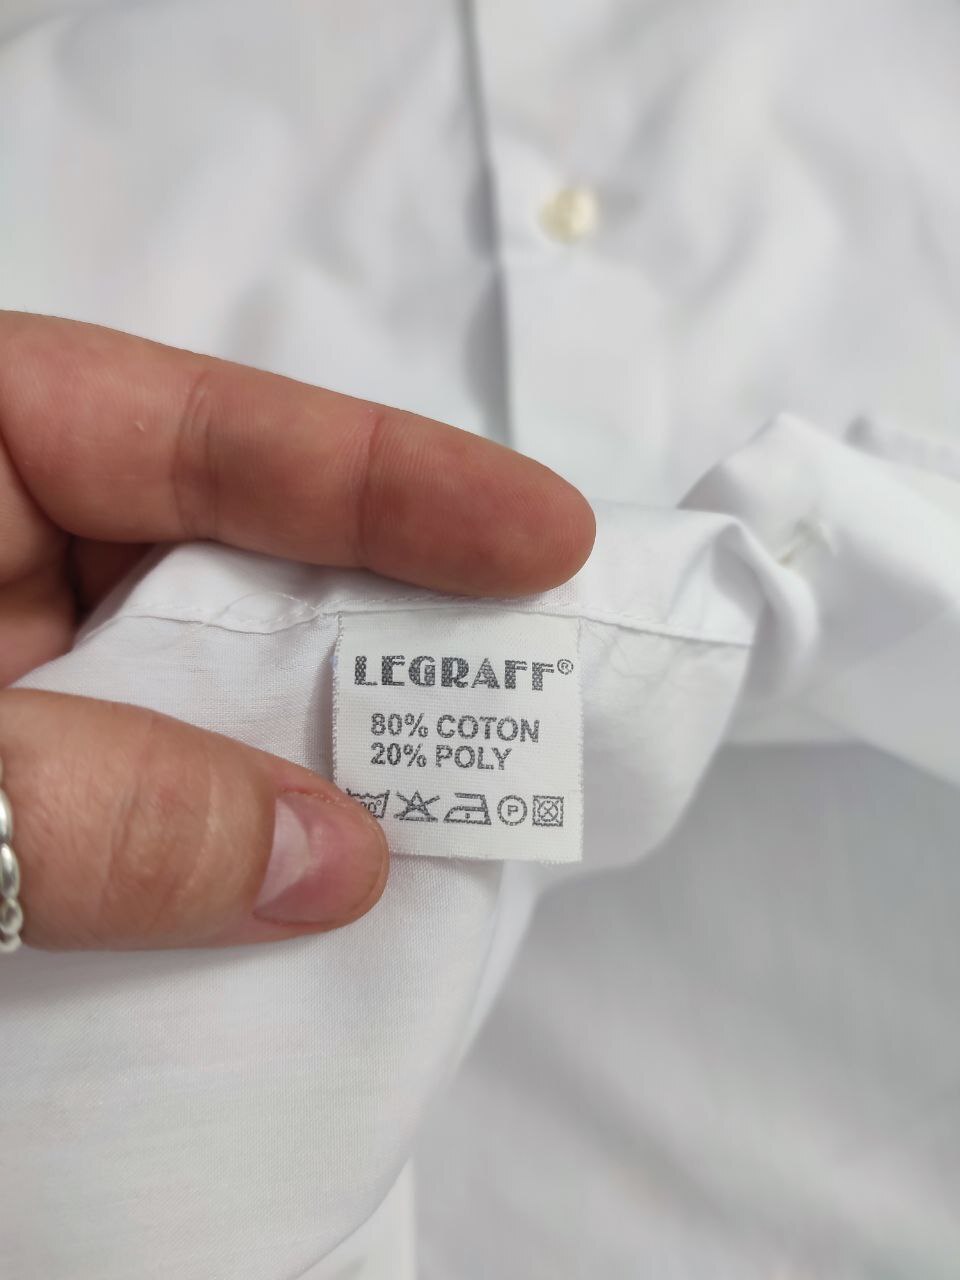 LEGRAFF®
80% COTON
20% POLY
P